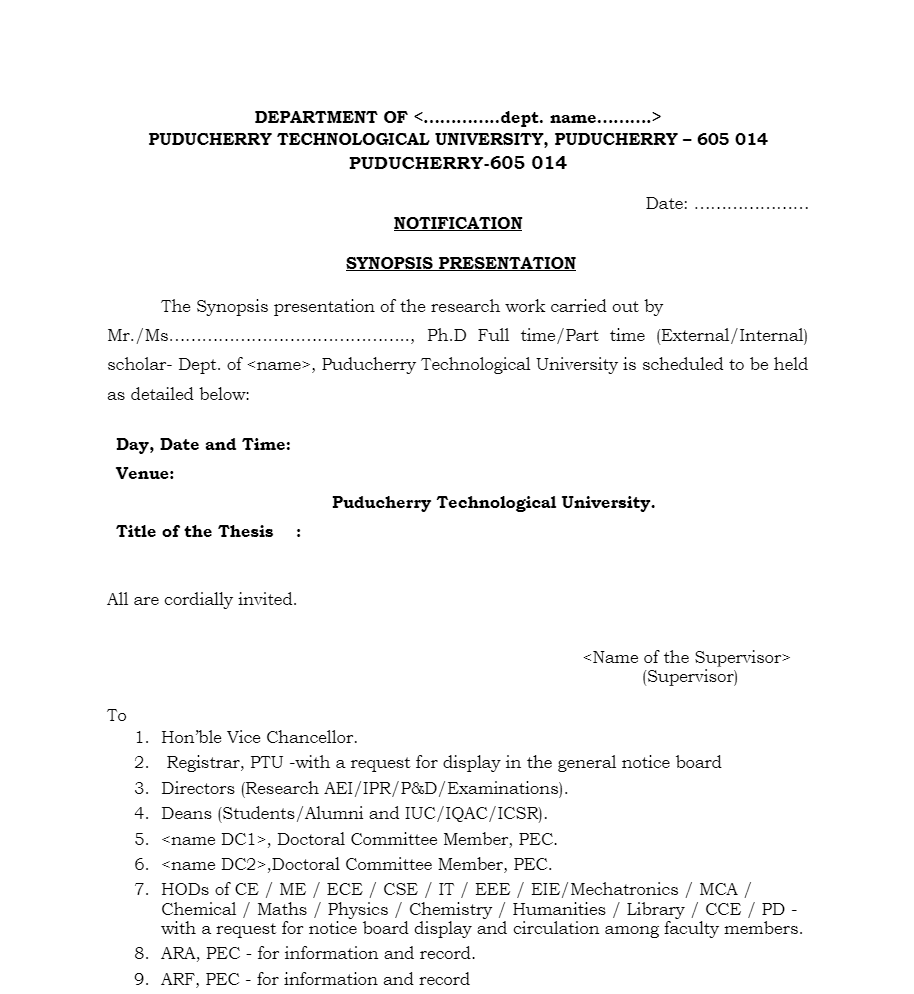 DEPARTMENT OF <…………..dept. name……….>
PUDUCHERRY TECHNOLOGICAL UNIVERSITY, PUDUCHERRY – 605 014
PUDUCHERRY-605 014
Date: …………………
NOTIFICATION
SYNOPSIS PRESENTATION
The Synopsis presentation of the research work carried out by
Mr./Ms…………………………………….., Ph.D Full time/Part time (External/Internal)
scholar- Dept. of <name>, Puducherry Technological University is scheduled to be held
as detailed below:
Day, Date and Time:
Venue:
Puducherry Technological University.
Title of the Thesis :
All are cordially invited.
<Name of the Supervisor>
(Supervisor)
To
1. Hon’ble Vice Chancellor.
2. Registrar, PTU -with a request for display in the general notice board
3. Directors (Research AEI/IPR/P&D/Examinations).
4. Deans (Students/Alumni and IUC/IQAC/ICSR).
5. <name DC1>, Doctoral Committee Member, PEC.
6. <name DC2>,Doctoral Committee Member, PEC.
7. HODs of CE / ME / ECE / CSE / IT / EEE / EIE/Mechatronics / MCA /
Chemical / Maths / Physics / Chemistry / Humanities / Library / CCE / PD -
with a request for notice board display and circulation among faculty members.
8. ARA, PEC - for information and record.
9. ARF, PEC - for information and record